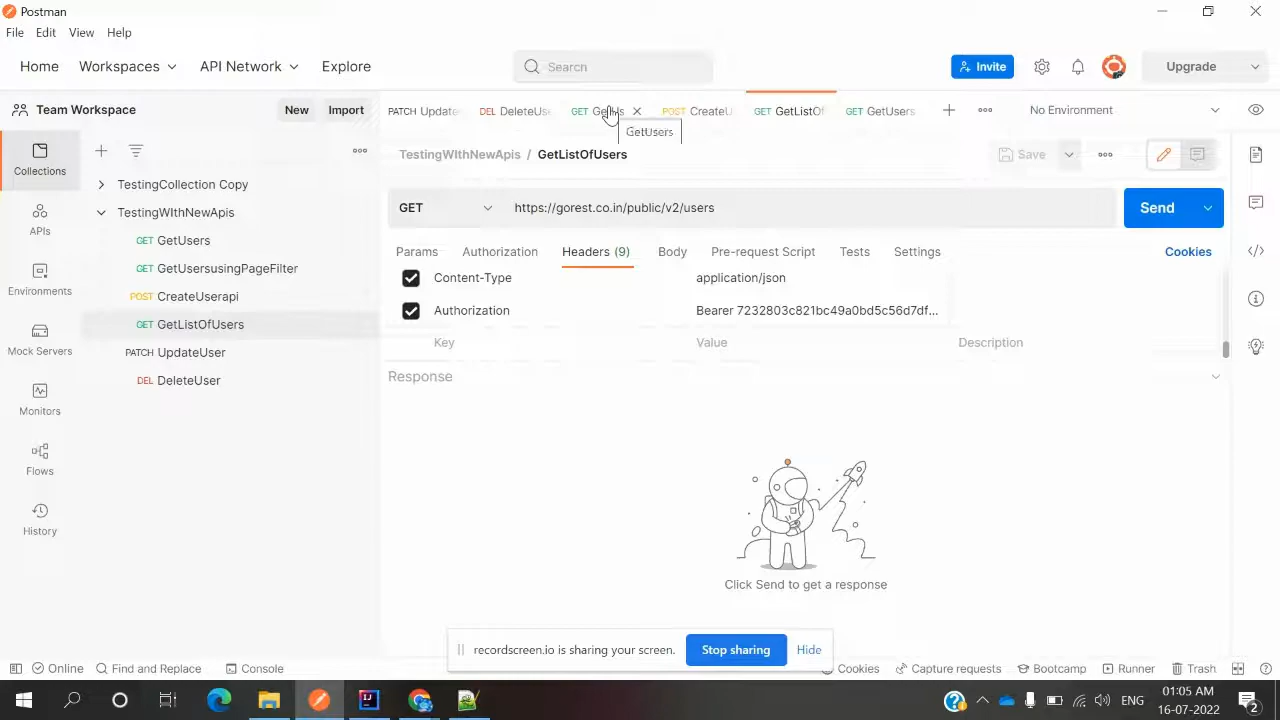 Postman
File Edit View Help
Home Workspaces API Network Explore Search Invite Upgrade
Team Workspace New Import PATCH Update DEL DeleteUse GET GetUs POST CreateU GET GetListOf GET GetUsers No Environment
GetUsers
TestingWIthNewApis / GetListOfUsers Save
Collections
TestingCollection Copy
TestingWIthNewApis
GET https://gorest.co.in/public/v2/users Send
APIs
GET GetUsers
Params Authorization Headers (9) Body Pre-request Script Tests Settings Cookies
GET GetUsersusingPageFilter
Content-Type application/json
Environments
POST CreateUserapi
Authorization Bearer 7232803c821bc49a0bd5c56d7df...
GET GetListOfUsers
Key Value Description
Mock Servers
PATCH UpdateUser
Response
DEL DeleteUser
Monitors
Flows
History
Click Send to get a response
recordscreen.io is sharing your screen. Stop sharing Hide
Online Find and Replace Console Cookies Capture requests Bootcamp Runner Trash
ENG 01:05 AM
16-07-2022
2